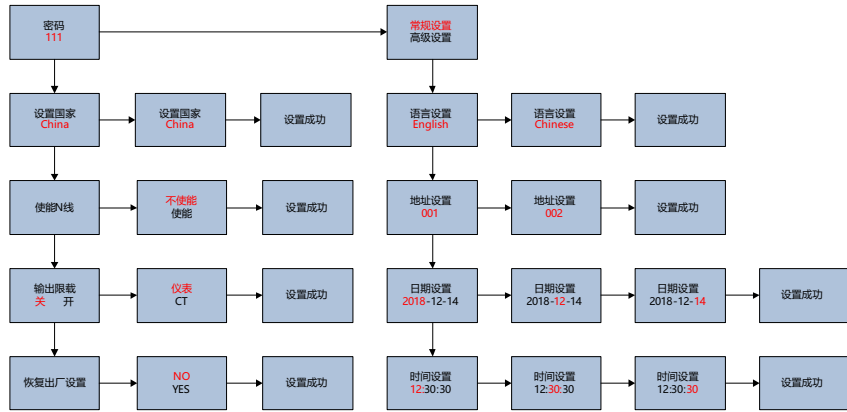 密码
111
常规设置
高级设置
设置国家
China
设置国家
China
设置成功
语言设置
English
语言设置
Chinese
设置成功
使能N线
不使能
使能
设置成功
地址设置
001
地址设置
002
设置成功
输出限载
关 开
仪表
CT
设置成功
日期设置
2018-12-14
日期设置
2018-12-14
日期设置
2018-12-14
设置成功
恢复出厂设置
NO
YES
设置成功
时间设置
12:30:30
时间设置
12:30:30
时间设置
12:30:30
设置成功